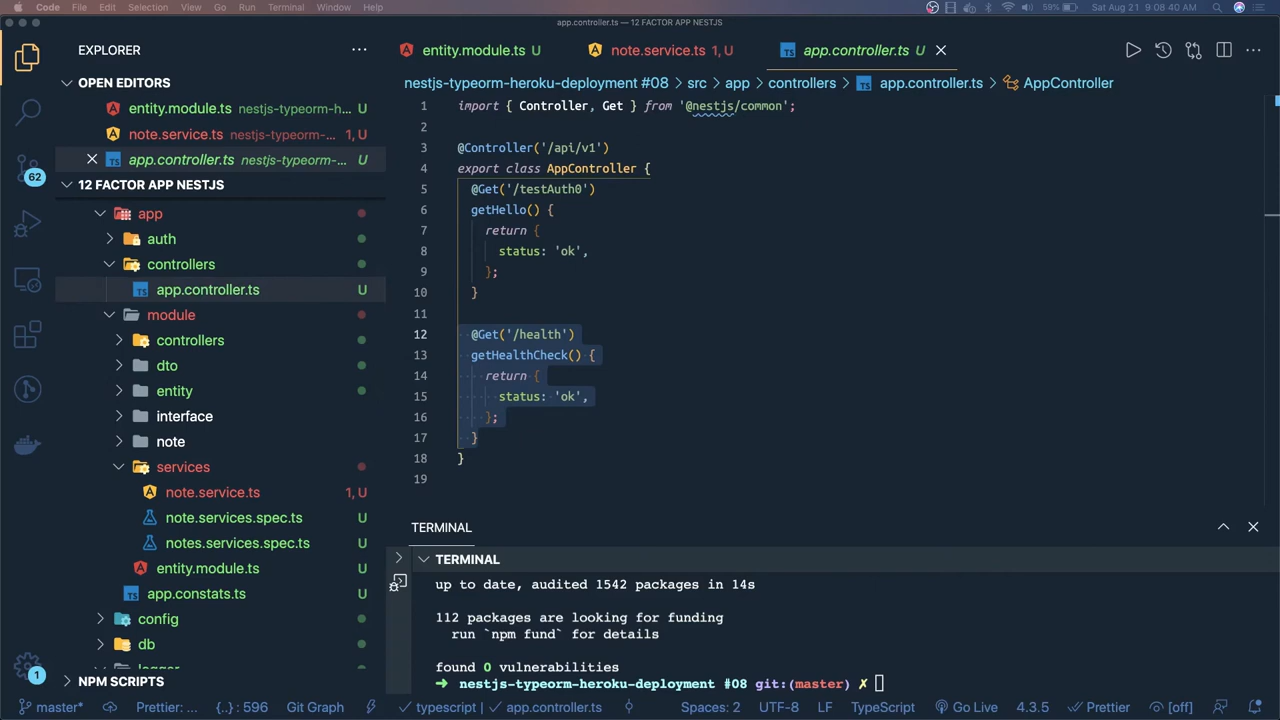 Code File Edit Selection View Go Run Terminal Window Help 59% Sat Aug 21 9:08:40 AM
app.controller.ts — 12 FACTOR APP NESTJS
EXPLORER
OPEN EDITORS
entity.module.ts nestjs-typeorm-h... U
note.service.ts nestjs-typeorm-... 1, U
app.controller.ts nestjs-typeorm-... U
12 FACTOR APP NESTJS
app
auth
controllers
app.controller.ts U
module
controllers
dto
entity
interface
note
services
note.service.ts 1, U
note.services.spec.ts U
notes.services.spec.ts U
entity.module.ts U
app.constats.ts U
config
db
logger
NPM SCRIPTS
62
1
entity.module.ts U note.service.ts 1, U app.controller.ts U
nestjs-typeorm-heroku-deployment #08 > src > app > controllers > app.controller.ts > AppController
1 import { Controller, Get } from '@nestjs/common';
2
3 @Controller('/api/v1')
4 export class AppController {
5 @Get('/testAuth0')
6 getHello() {
7 return {
8 status: 'ok',
9 };
10 }
11
12 @Get('/health')
13 getHealthCheck() {
14 return {
15 status: 'ok',
16 };
17 }
18 }
19
TERMINAL
TERMINAL
up to date, audited 1542 packages in 14s
112 packages are looking for funding
run `npm fund` for details
found 0 vulnerabilities
➜ nestjs-typeorm-heroku-deployment #08 git:(master) ✗
master* Prettier: ... {..} : 596 Git Graph typescript | app.controller.ts Spaces: 2 UTF-8 LF TypeScript Go Live 4.3.5 Prettier [off]